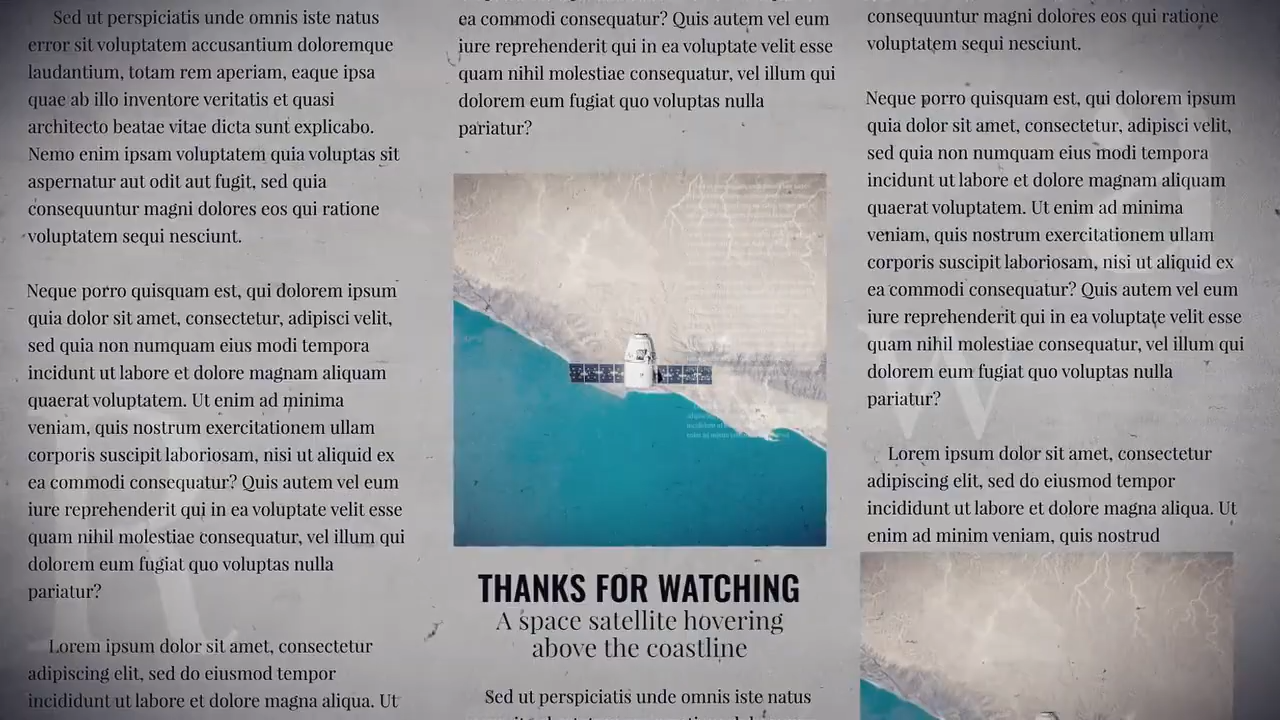 Sed ut perspiciatis unde omnis iste natus
error sit voluptatem accusantium doloremque
laudantium, totam rem aperiam, eaque ipsa
quae ab illo inventore veritatis et quasi
architecto beatae vitae dicta sunt explicabo.
Nemo enim ipsam voluptatem quia voluptas sit
aspernatur aut odit aut fugit, sed quia
consequuntur magni dolores eos qui ratione
voluptatem sequi nesciunt.
Neque porro quisquam est, qui dolorem ipsum
quia dolor sit amet, consectetur, adipisci velit,
sed quia non numquam eius modi tempora
incidunt ut labore et dolore magnam aliquam
quaerat voluptatem. Ut enim ad minima
veniam, quis nostrum exercitationem ullam
corporis suscipit laboriosam, nisi ut aliquid ex
ea commodi consequatur? Quis autem vel eum
iure reprehenderit qui in ea voluptate velit esse
quam nihil molestiae consequatur, vel illum qui
dolorem eum fugiat quo voluptas nulla
pariatur?
Lorem ipsum dolor sit amet, consectetur
adipiscing elit, sed do eiusmod tempor
incididunt ut labore et dolore magna aliqua. Ut
R
ea commodi consequatur? Quis autem vel eum
iure reprehenderit qui in ea voluptate velit esse
quam nihil molestiae consequatur, vel illum qui
dolorem eum fugiat quo voluptas nulla
pariatur?
THANKS FOR WATCHING
A space satellite hovering
above the coastline
Sed ut perspiciatis unde omnis iste natus
consequuntur magni dolores eos qui ratione
voluptatem sequi nesciunt.
Neque porro quisquam est, qui dolorem ipsum
quia dolor sit amet, consectetur, adipisci velit,
sed quia non numquam eius modi tempora
incidunt ut labore et dolore magnam aliquam
quaerat voluptatem. Ut enim ad minima
veniam, quis nostrum exercitationem ullam
corporis suscipit laboriosam, nisi ut aliquid ex
ea commodi consequatur? Quis autem vel eum
iure reprehenderit qui in ea voluptate velit esse
quam nihil molestiae consequatur, vel illum qui
dolorem eum fugiat quo voluptas nulla
pariatur?
Lorem ipsum dolor sit amet, consectetur
adipiscing elit, sed do eiusmod tempor
incididunt ut labore et dolore magna aliqua. Ut
enim ad minim veniam, quis nostrud
a
w